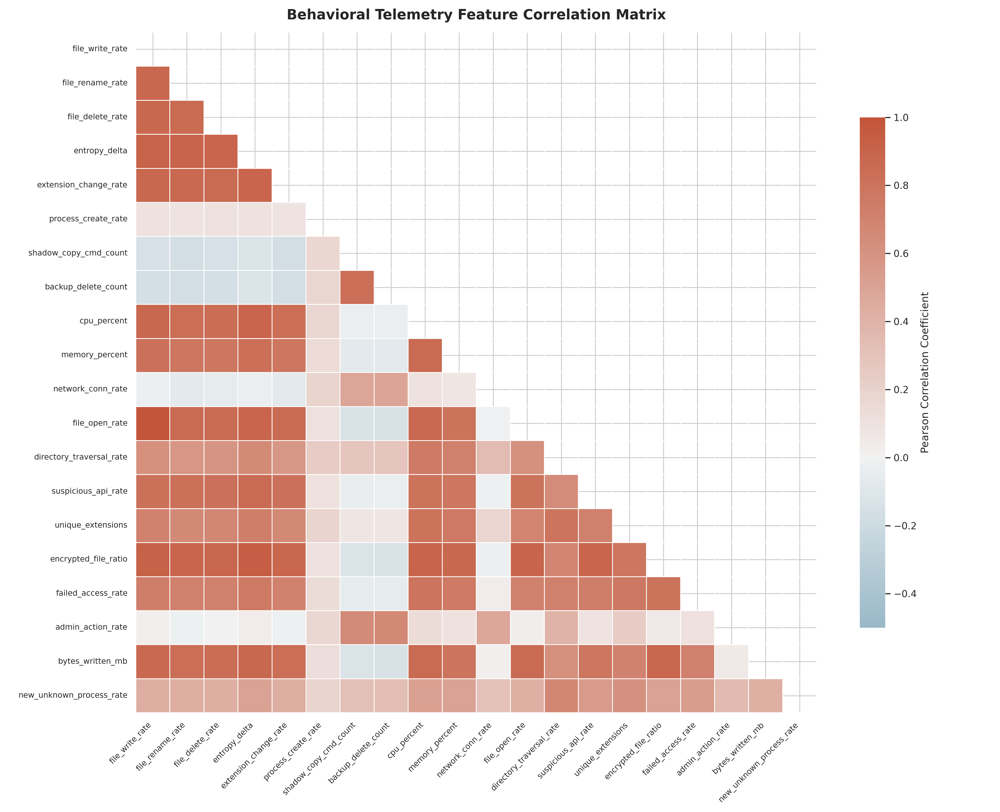 Behavioral Telemetry Feature Correlation Matrix
file_write_rate
file_rename_rate
file_delete_rate
entropy_delta
extension_change_rate
process_create_rate
shadow_copy_cmd_count
backup_delete_count
cpu_percent
memory_percent
network_conn_rate
file_open_rate
directory_traversal_rate
suspicious_api_rate
unique_extensions
encrypted_file_ratio
failed_access_rate
admin_action_rate
bytes_written_mb
new_unknown_process_rate
file_write_rate
file_rename_rate
file_delete_rate
entropy_delta
extension_change_rate
process_create_rate
shadow_copy_cmd_count
backup_delete_count
cpu_percent
memory_percent
network_conn_rate
file_open_rate
directory_traversal_rate
suspicious_api_rate
unique_extensions
encrypted_file_ratio
failed_access_rate
admin_action_rate
bytes_written_mb
new_unknown_process_rate
1.0
0.8
0.6
0.4
0.2
0.0
−0.2
−0.4
Pearson Correlation Coefficient